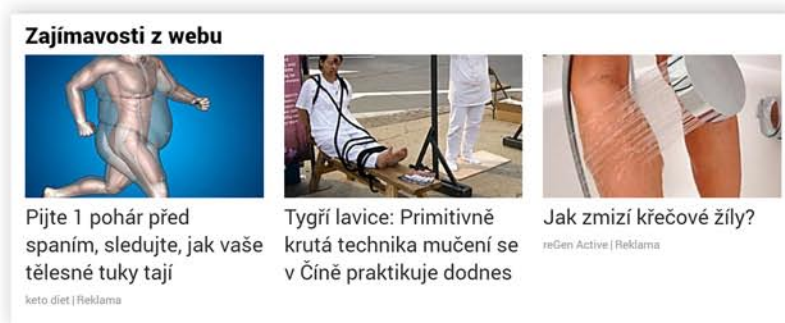 Zajímavosti z webu
Pijte 1 pohár před
spaním, sledujte, jak vaše
tělesné tuky tají
keto diet | Reklama
Tygří lavice: Primitivně
krutá technika mučení se
v Číně praktikuje dodnes
Jak zmizí křečové žíly?
reGen Active | Reklama